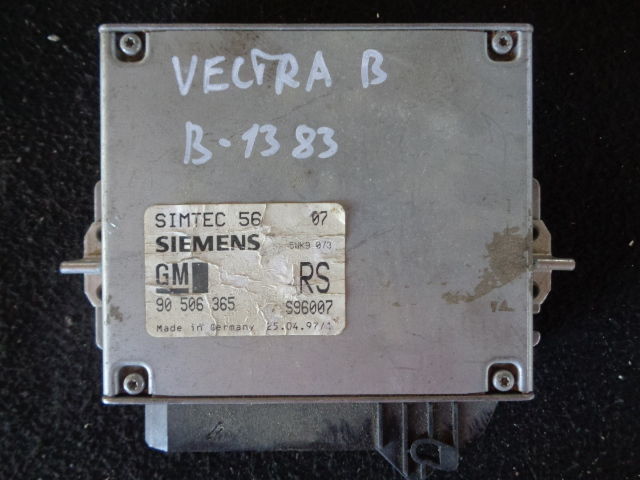 VECTRA B
B-1383
SIMTEC 56 07
SIEMENS 5WK9 073
GM RS
90 506 365 S96007
Made in Germany 25.04.97/1